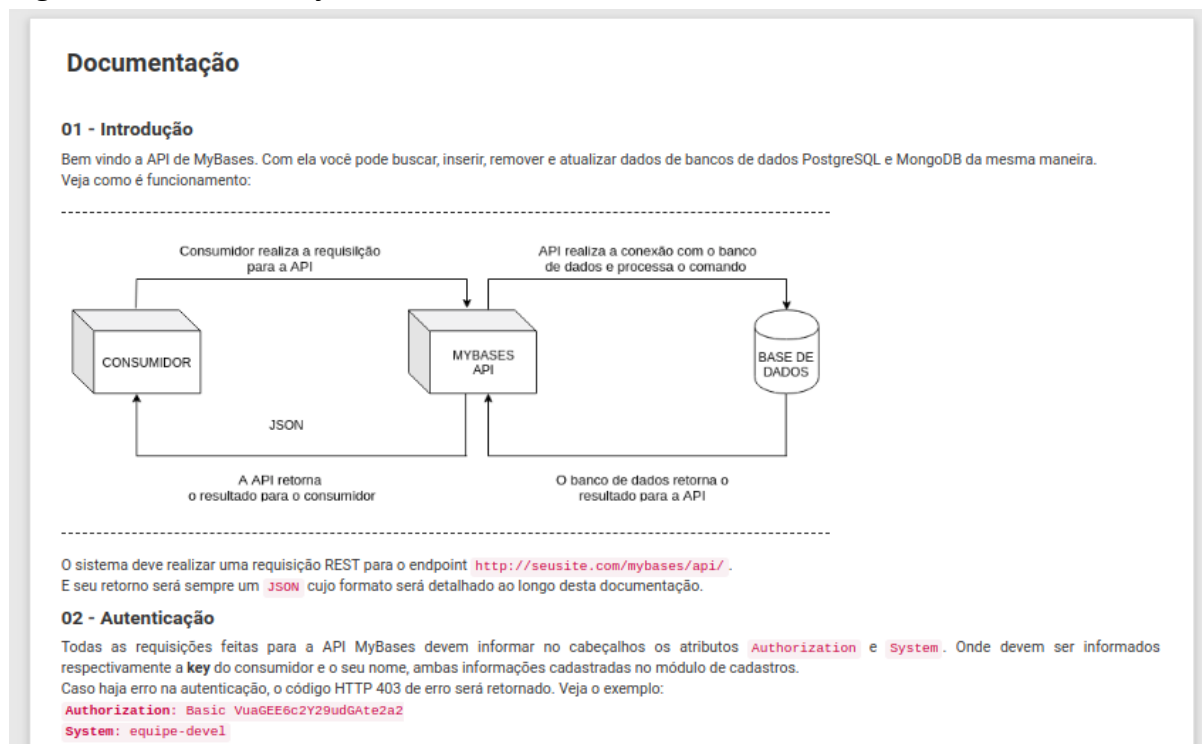 Documentação
01 - Introdução
Bem vindo a API de MyBases. Com ela você pode buscar, inserir, remover e atualizar dados de bancos de dados PostgreSQL e MongoDB da mesma maneira.
Veja como é funcionamento:
Consumidor realiza a requisilção
para a API
API realiza a conexão com o banco
de dados e processa o comando
CONSUMIDOR
MYBASES
API
BASE DE
DADOS
JSON
A API retorna
o resultado para o consumidor
O banco de dados retorna o
resultado para a API
O sistema deve realizar uma requisição REST para o endpoint http://seusite.com/mybases/api/ .
E seu retorno será sempre um JSON cujo formato será detalhado ao longo desta documentação.
02 - Autenticação
Todas as requisições feitas para a API MyBases devem informar no cabeçalhos os atributos Authorization e System . Onde devem ser informados
respectivamente a key do consumidor e o seu nome, ambas informações cadastradas no módulo de cadastros.
Caso haja erro na autenticação, o código HTTP 403 de erro será retornado. Veja o exemplo:
Authorization: Basic VuaGEE6c2Y29udGAte2a2
System: equipe-devel